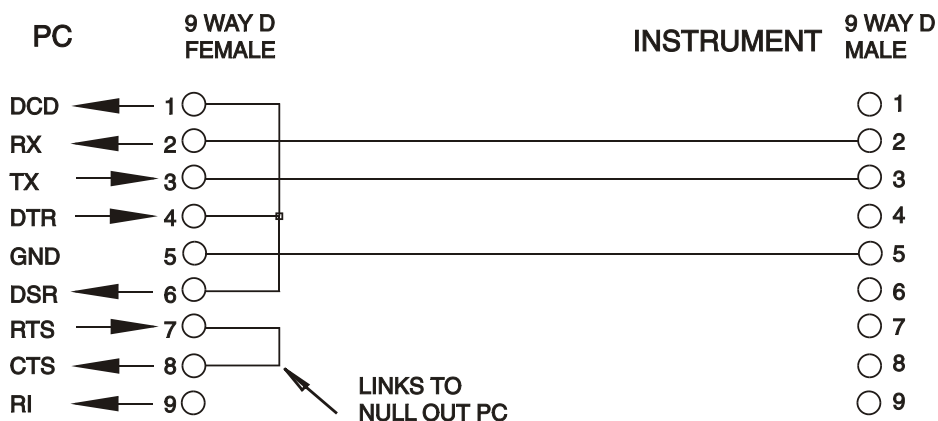 PC
9 WAY D
FEMALE
INSTRUMENT
9 WAY D
MALE
DCD 1 1
RX 2 2
TX 3 3
DTR 4 4
GND 5 5
DSR 6 6
RTS 7 7
CTS 8 8
RI 9 9
LINKS TO
NULL OUT PC